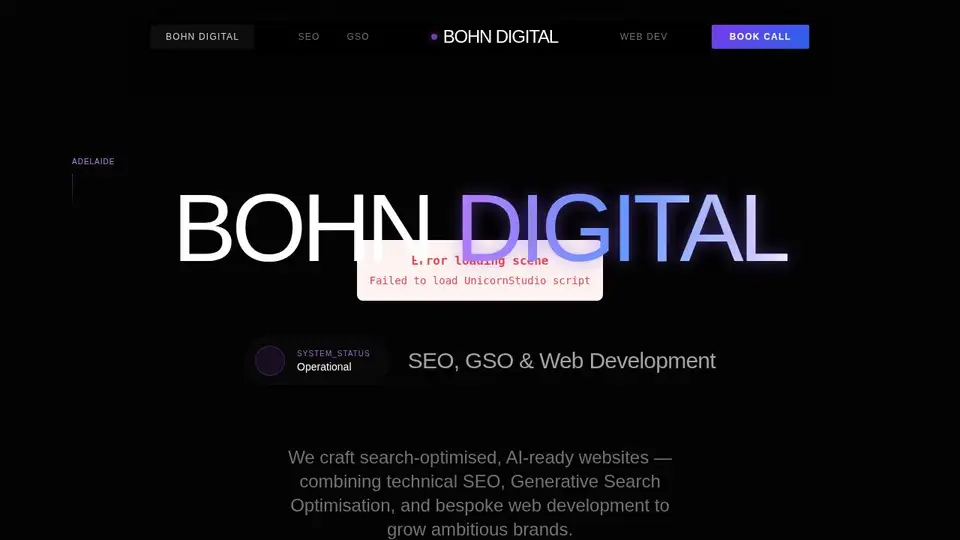 BOHN DIGITAL
SEO
GSO
BOHN DIGITAL
WEB DEV
BOOK CALL
ADELAIDE
BOHN DIGITAL
Error loading scene
Failed to load UnicornStudio script
SYSTEM_STATUS
Operational
SEO, GSO & Web Development
We craft search-optimised, AI-ready websites —
combining technical SEO, Generative Search
Optimisation, and bespoke web development to
grow ambitious brands.